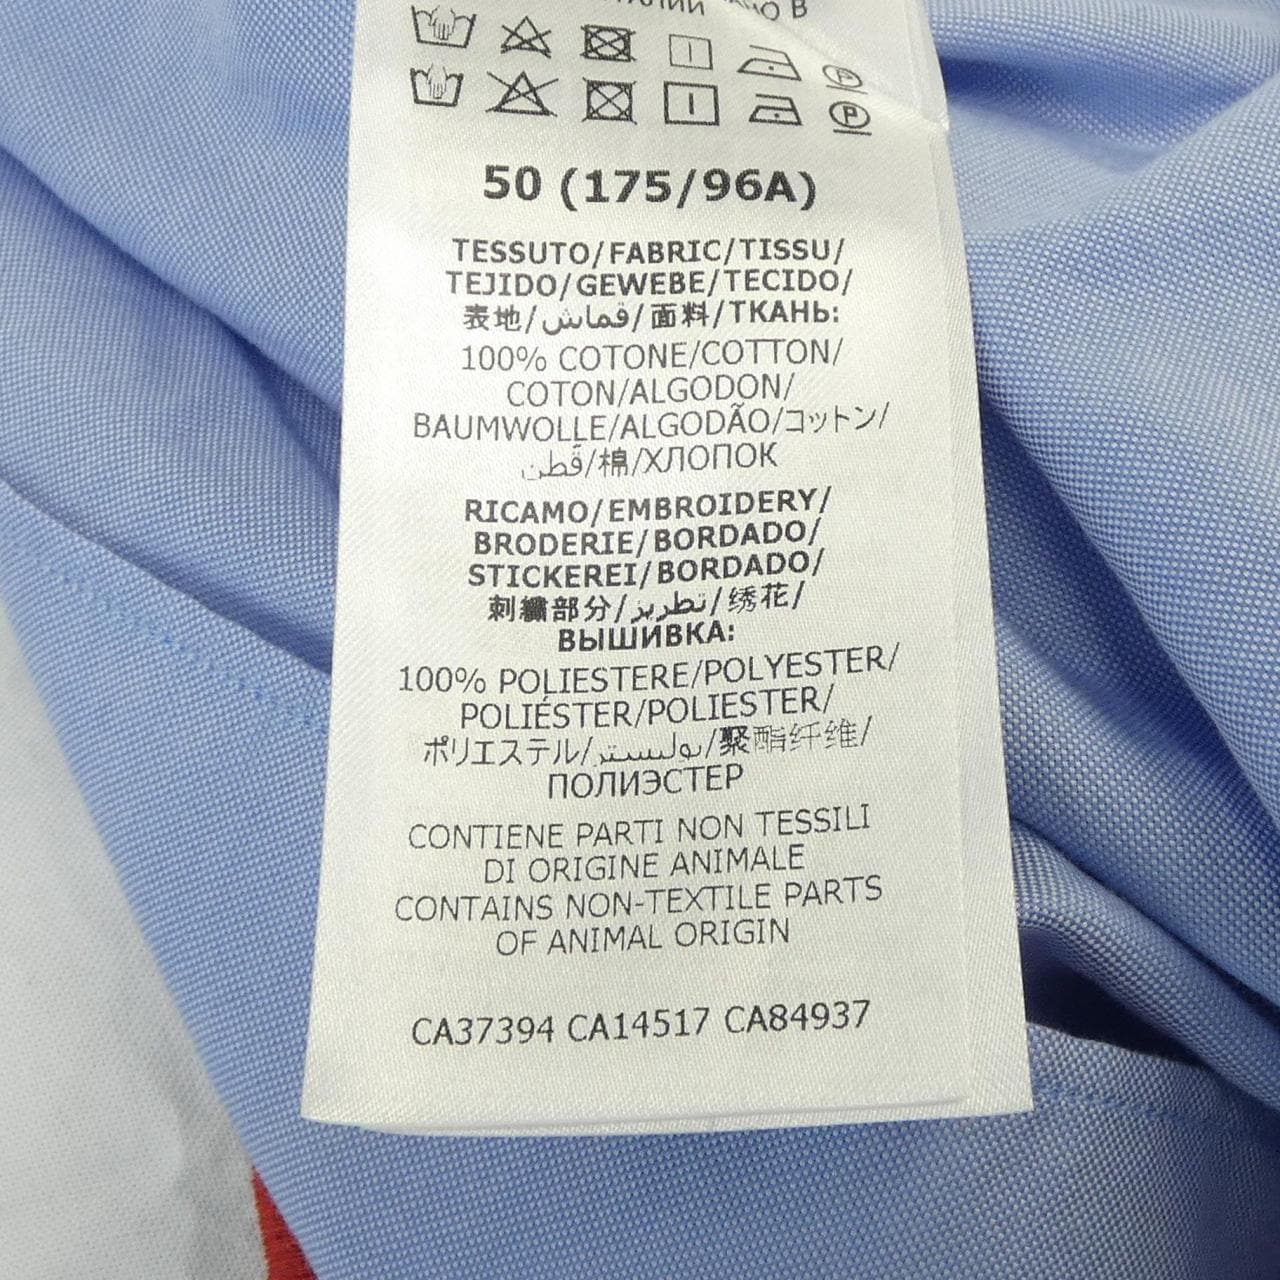 50 (175/96A)
TESSUTO/FABRIC/TISSU/
TEJIDO/GEWEBE/TECIDO/
表地/قماش/面料/ТКАНЬ:
100% COTONE/COTTON/
COTON/ALGODON/
BAUMWOLLE/ALGODÃO/コットン/
قطن/棉/ХЛОПОК
RICAMO/EMBROIDERY/
BRODERIE/BORDADO/
STICKEREI/BORDADO/
刺繍部分/تطريز/绣花/
ВЫШИВКА:
100% POLIESTERE/POLYESTER/
POLIÉSTER/POLIESTER/
ポリエステル/بوليستر/聚酯纤维/
ПОЛИЭСТЕР
CONTIENE PARTI NON TESSILI
DI ORIGINE ANIMALE
CONTAINS NON-TEXTILE PARTS
OF ANIMAL ORIGIN
CA37394 CA14517 CA84937